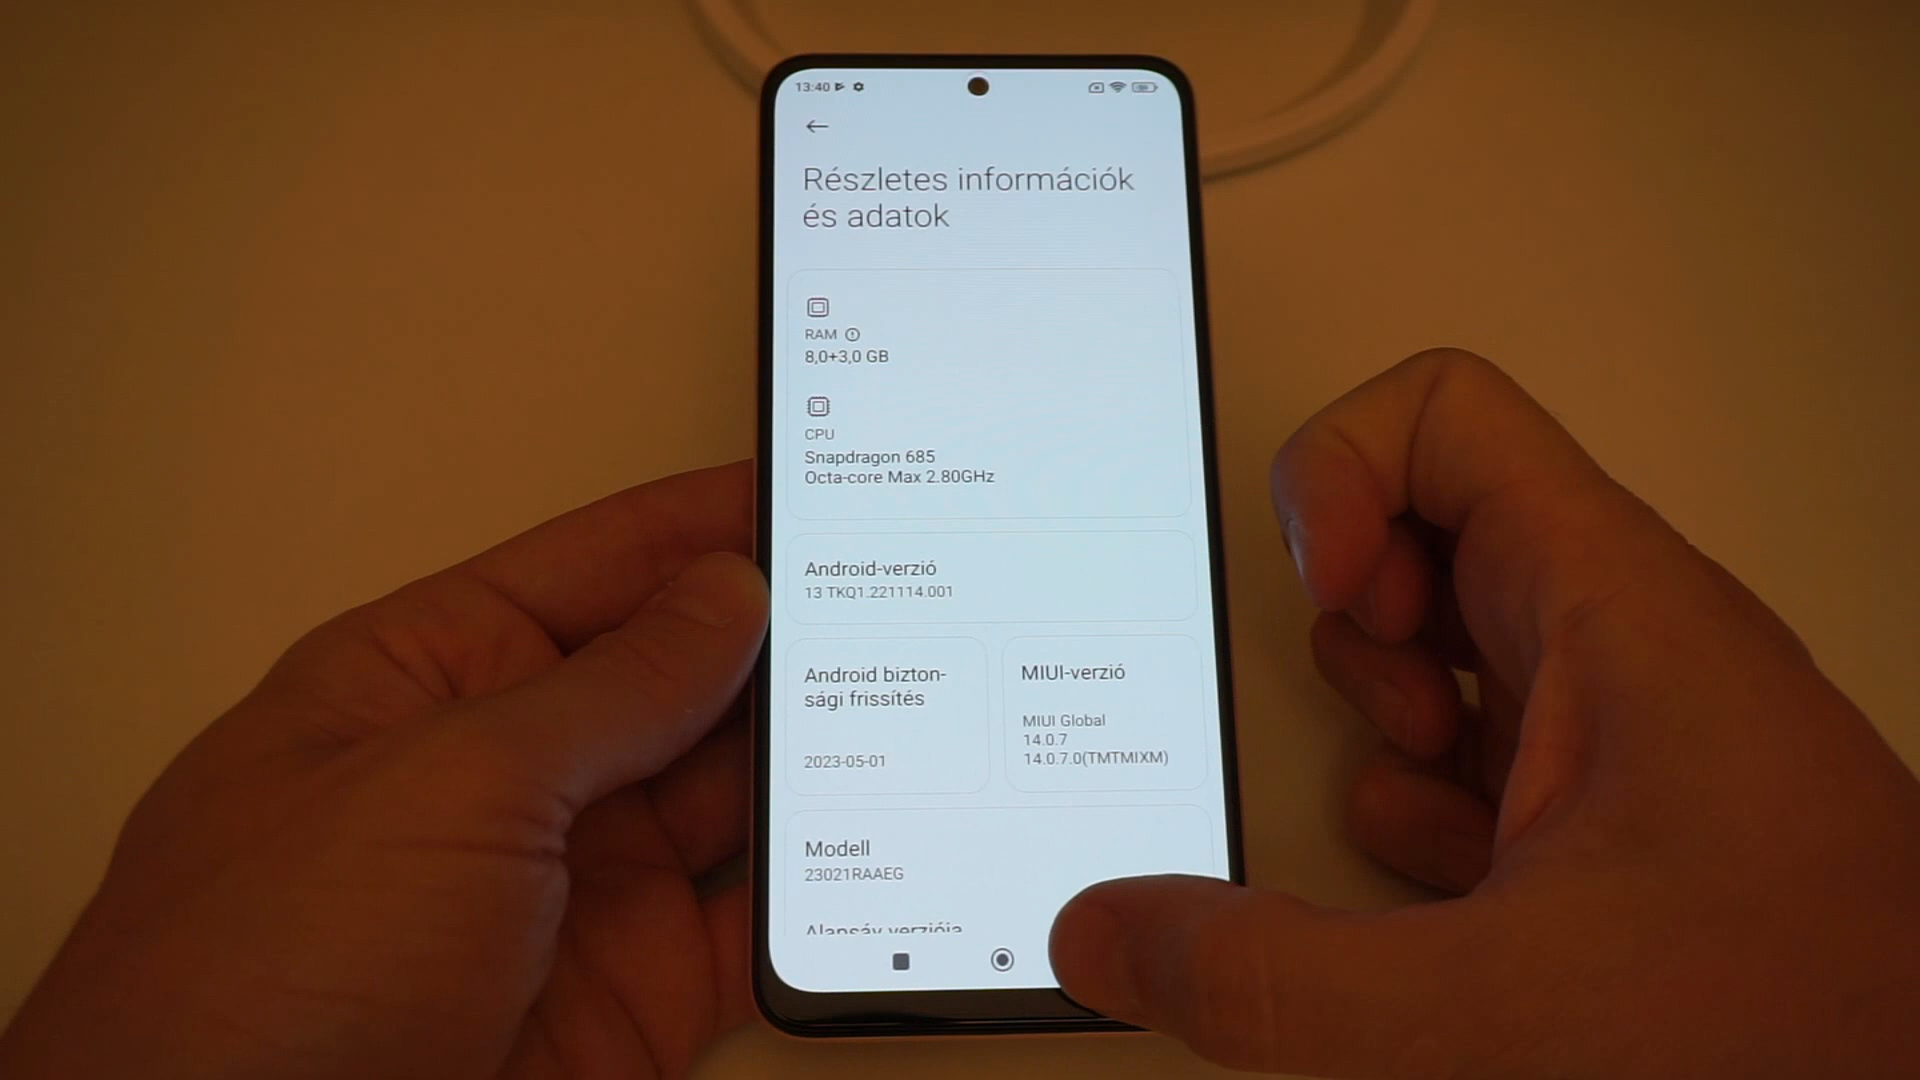 13:40
Részletes információk
és adatok
RAM
8,0+3,0 GB
CPU
Snapdragon 685
Octa-core Max 2.80GHz
Android-verzió
13 TKQ1.221114.001
Android bizton-
sági frissítés
2023-05-01
MIUI-verzió
MIUI Global
14.0.7
14.0.7.0(TMTMIXM)
Modell
23021RAAEG
Alapsáv verziója